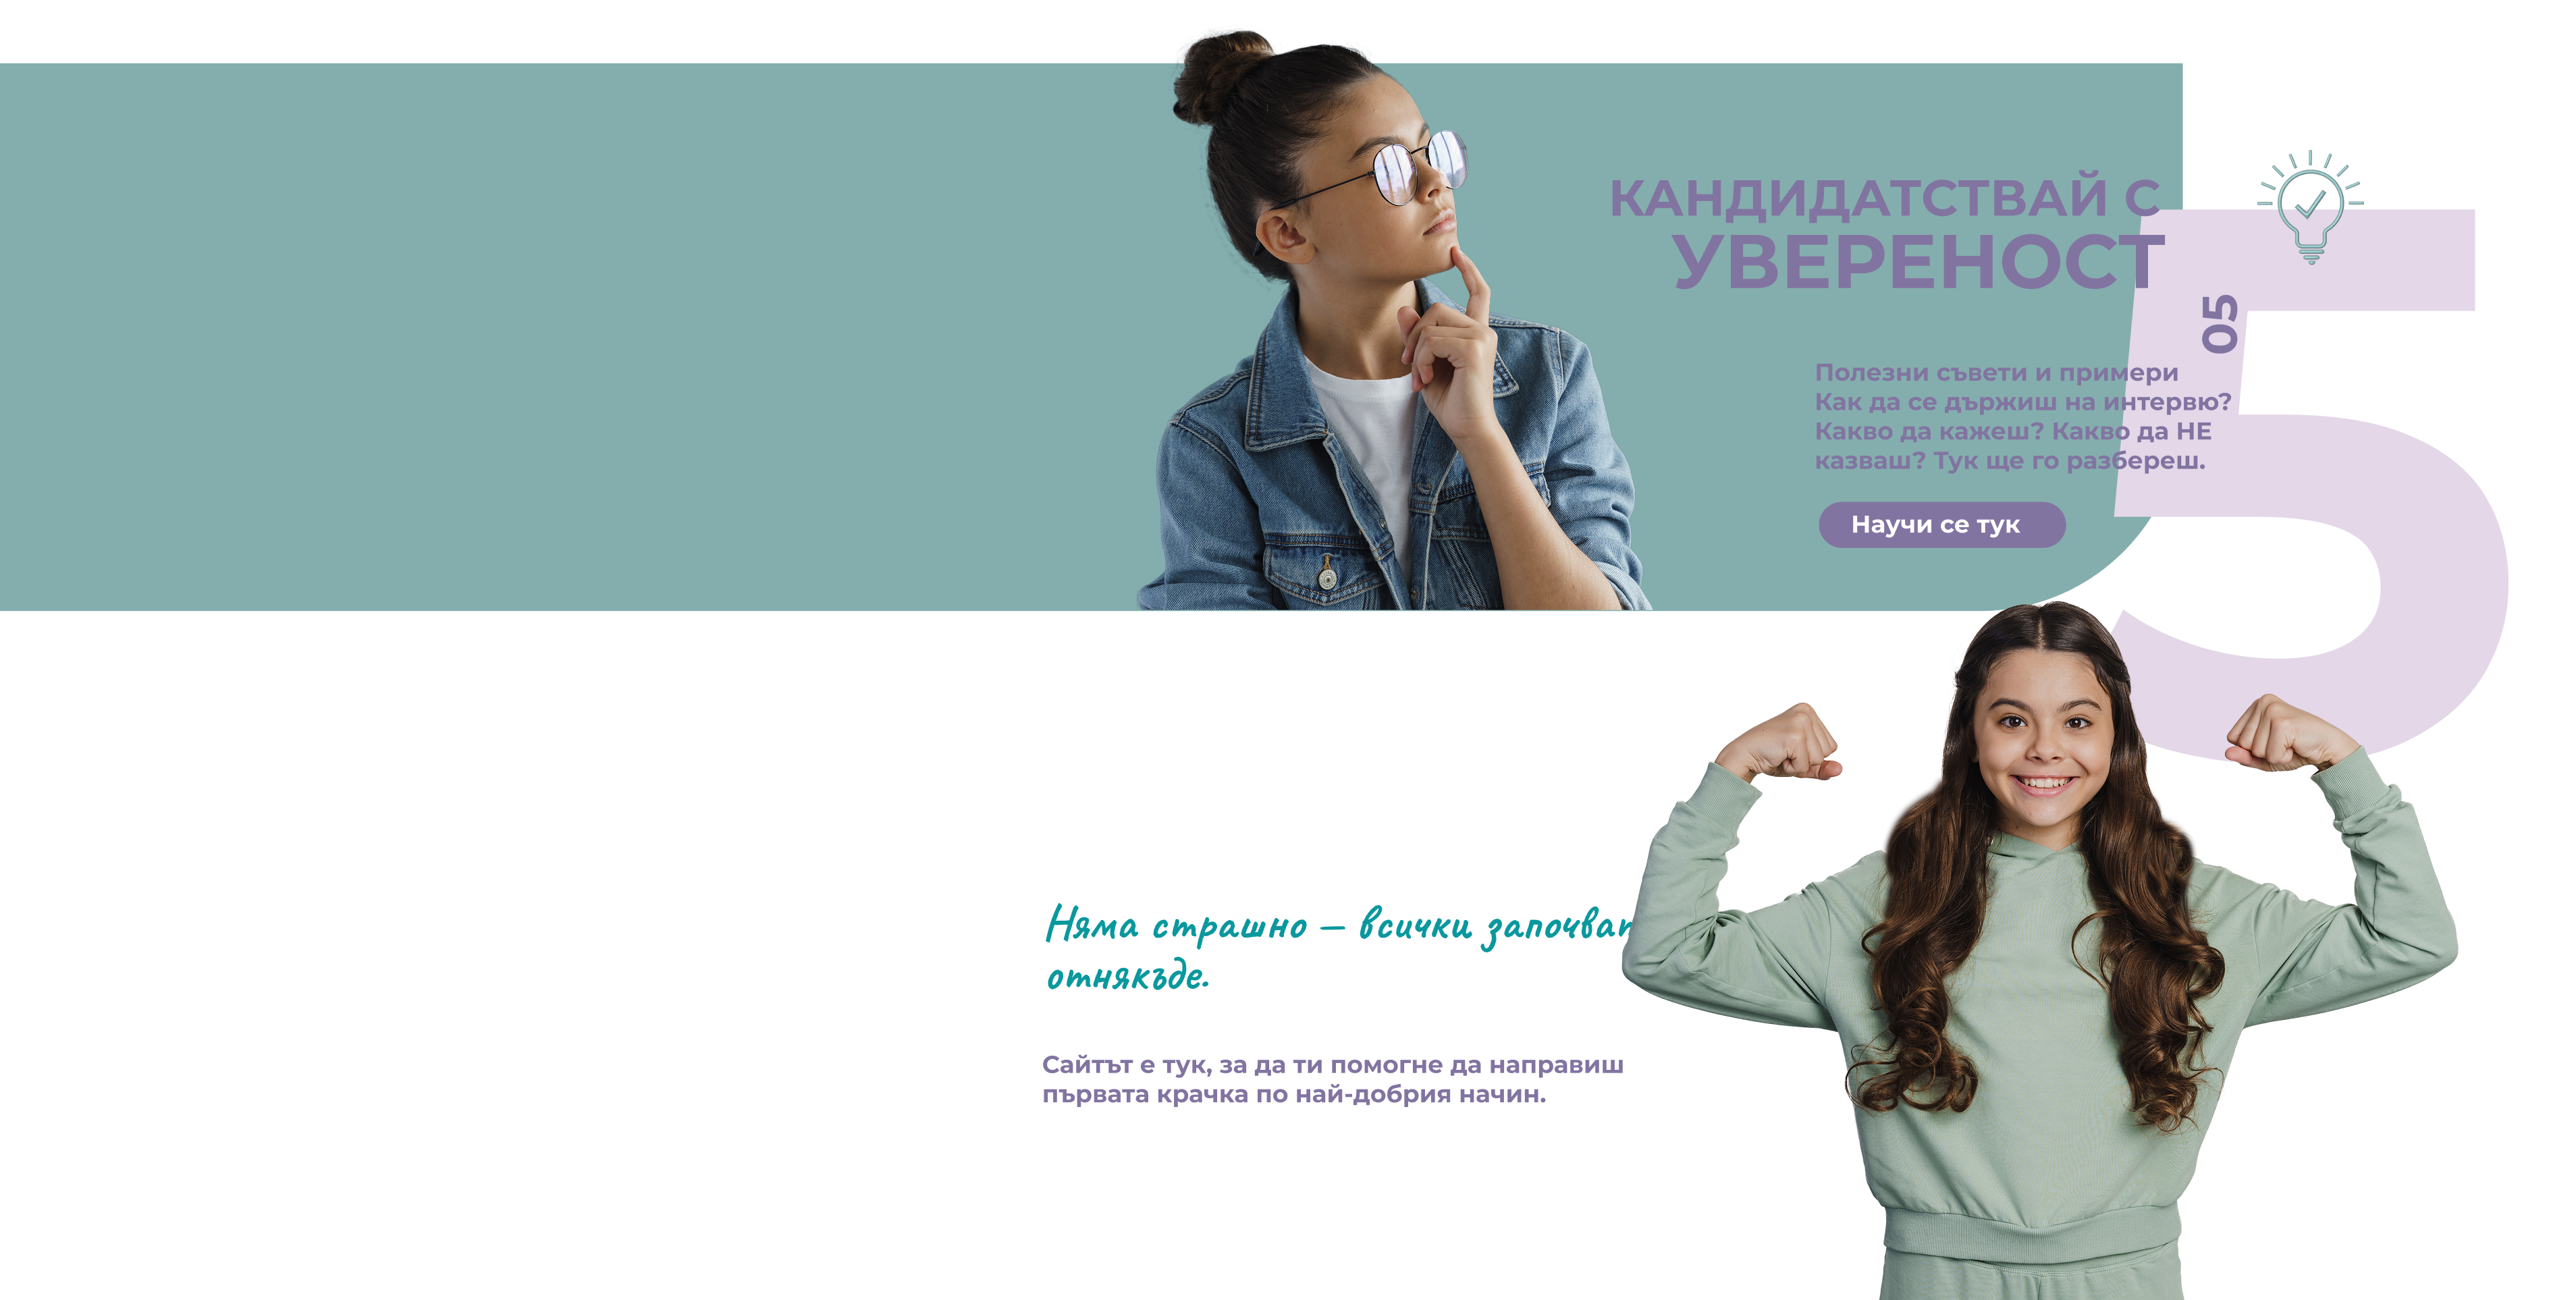 КАНДИДАТСТВАЙ С
УВЕРЕНОСТ
5
05
Полезни съвети и примери
Как да се държиш на интервю?
Какво да кажеш? Какво да НЕ
казваш? Тук ще го разбереш.
Научи се тук
Няма страшно – всички започват
отнякъде.
Сайтът е тук, за да ти помогне да направиш
първата крачка по най-добрия начин.